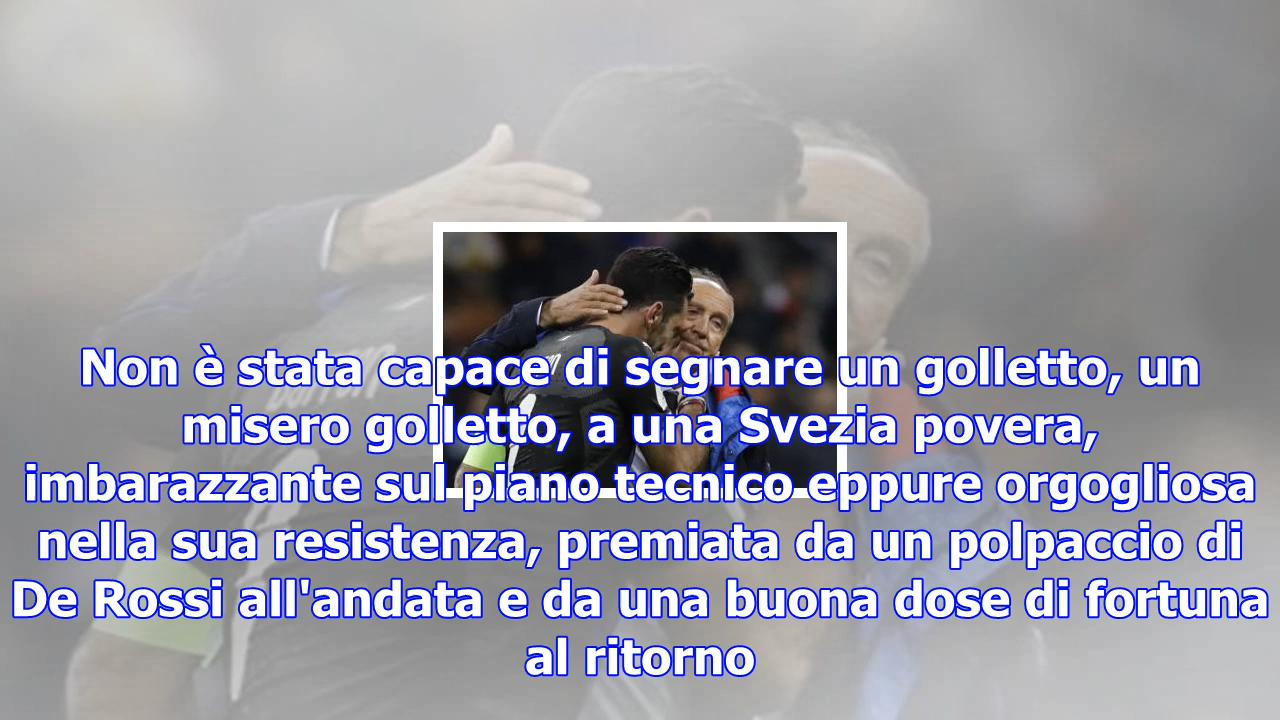 Non è stata capace di segnare un golletto, un
misero golletto, a una Svezia povera,
imbarazzante sul piano tecnico eppure orgogliosa
nella sua resistenza, premiata da un polpaccio di
De Rossi all'andata e da una buona dose di fortuna
al ritorno